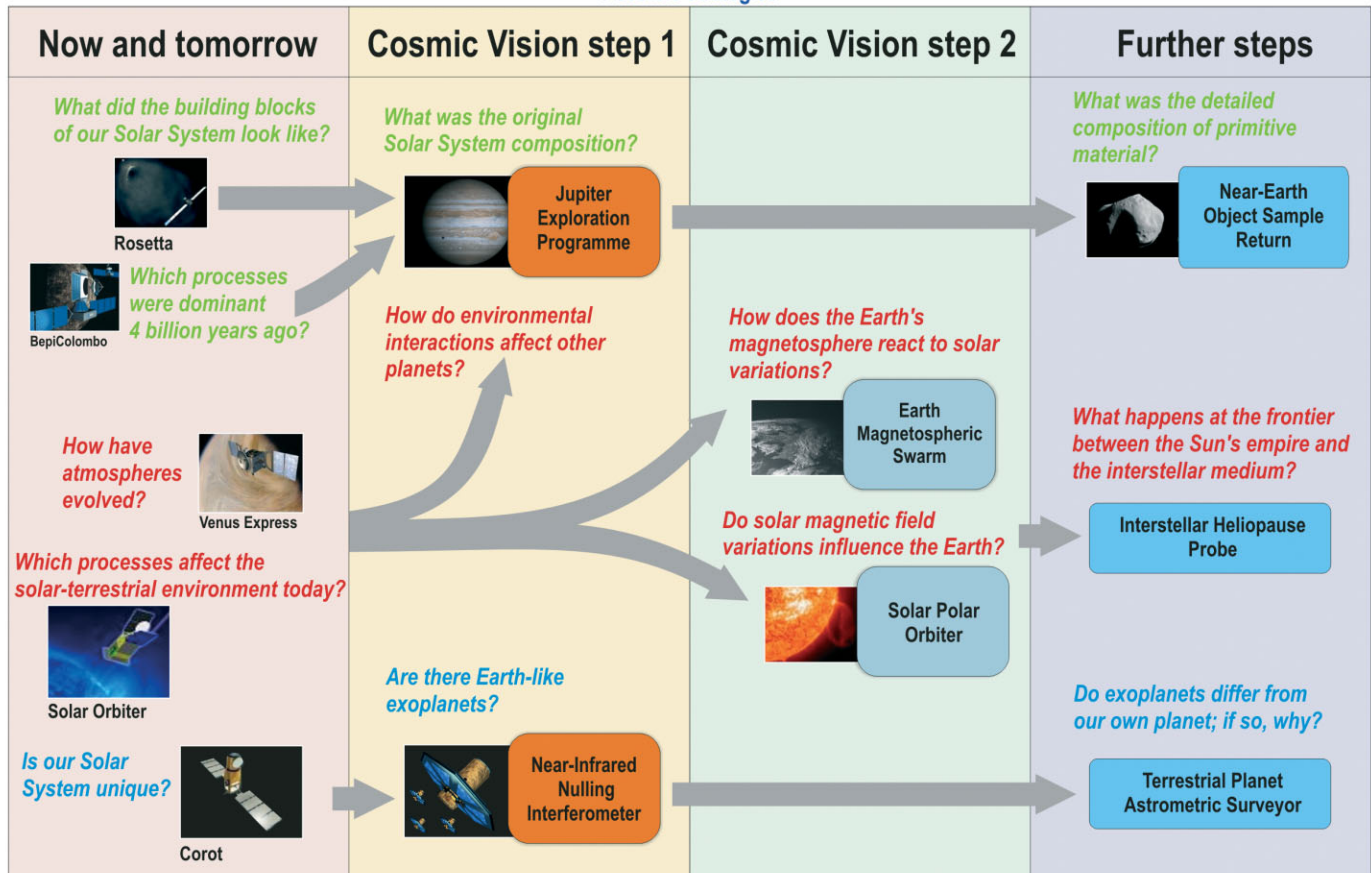 Now and tomorrow
Cosmic Vision step 1
Cosmic Vision step 2
Further steps
What did the building blocks
of our Solar System look like?
Rosetta
BepiColombo
Which processes
were dominant
4 billion years ago?
How have
atmospheres
evolved?
Venus Express
Which processes affect the
solar-terrestrial environment today?
Solar Orbiter
Is our Solar
System unique?
Corot
What was the original
Solar System composition?
Jupiter
Exploration
Programme
How do environmental
interactions affect other
planets?
Are there Earth-like
exoplanets?
Near-Infrared
Nulling
Interferometer
How does the Earth's
magnetosphere react to solar
variations?
Earth
Magnetospheric
Swarm
Do solar magnetic field
variations influence the Earth?
Solar Polar
Orbiter
What was the detailed
composition of primitive
material?
Near-Earth
Object Sample
Return
What happens at the frontier
between the Sun's empire and
the interstellar medium?
Interstellar Heliopause
Probe
Do exoplanets differ from
our own planet; if so, why?
Terrestrial Planet
Astrometric Surveyor